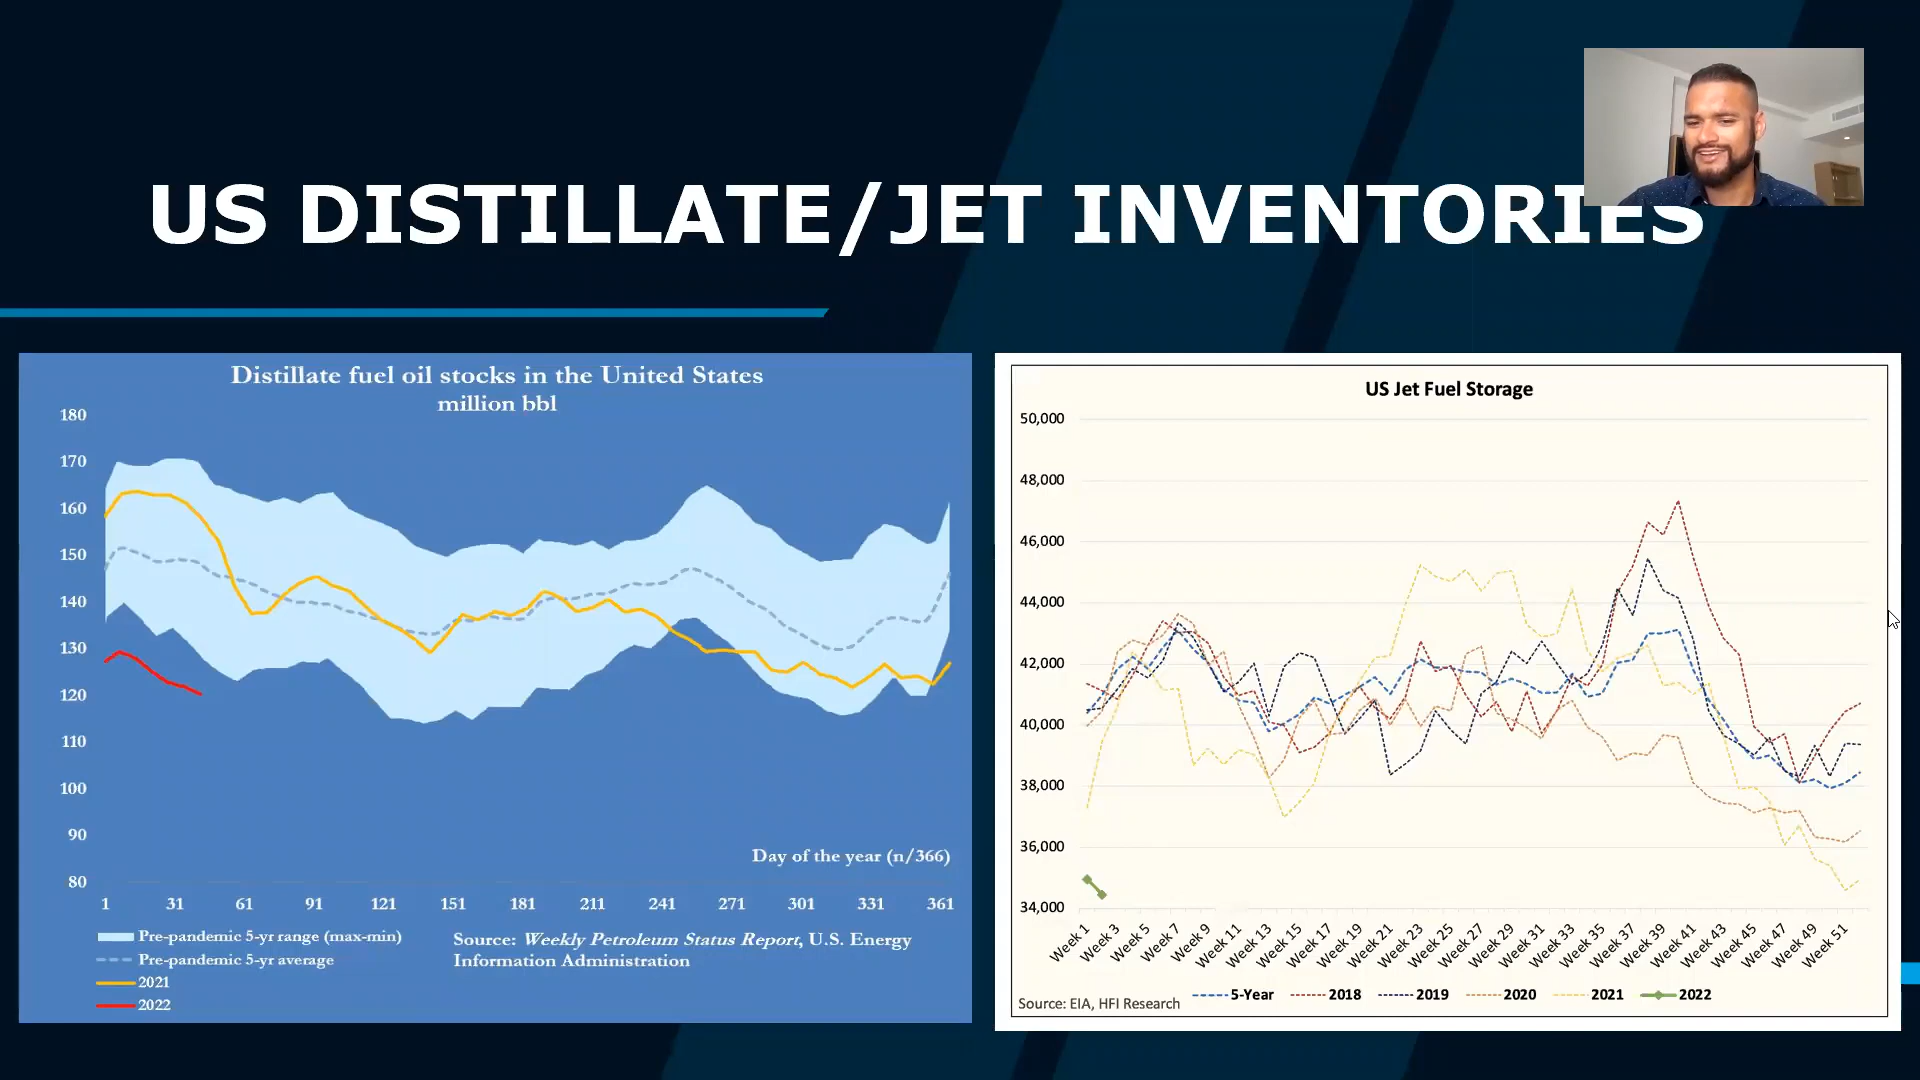 US DISTILLATE/JET INVENTORIES
Distillate fuel oil stocks in the United States
million bbl
180
170
160
150
140
130
120
110
100
90
80
Day of the year (n/366)
1 31 61 91 121 151 181 211 241 271 301 331 361
Pre-pandemic 5-yr range (max-min)
Pre-pandemic 5-yr average
2021
2022
Source: Weekly Petroleum Status Report, U.S. Energy
Information Administration
US Jet Fuel Storage
50,000
48,000
46,000
44,000
42,000
40,000
38,000
36,000
34,000
Week 1 Week 3 Week 5 Week 7 Week 9 Week 11 Week 13 Week 15 Week 17 Week 19 Week 21 Week 23 Week 25 Week 27 Week 29 Week 31 Week 33 Week 35 Week 37 Week 39 Week 41 Week 43 Week 45 Week 47 Week 49 Week 51
5-Year 2018 2019 2020 2021 2022
Source: EIA, HFI Research